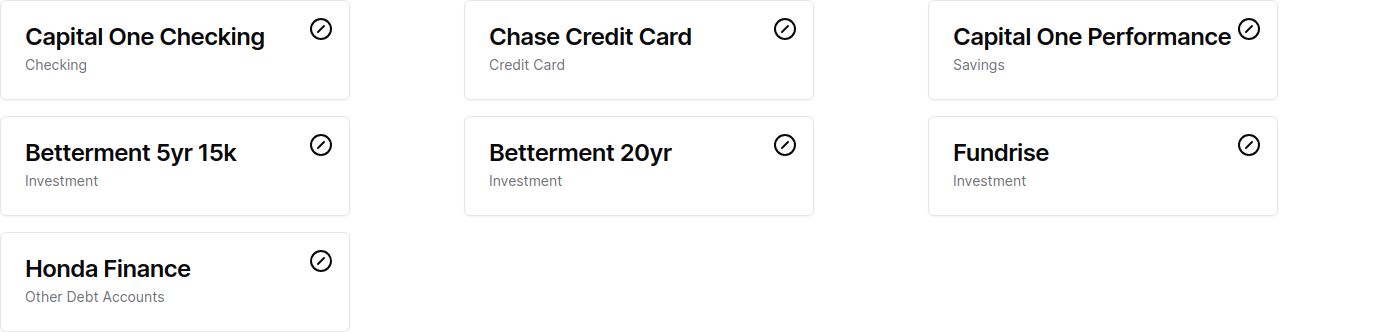 Capital One Checking
Checking
Chase Credit Card
Credit Card
Capital One Performance
Savings
Betterment 5yr 15k
Investment
Betterment 20yr
Investment
Fundrise
Investment
Honda Finance
Other Debt Accounts